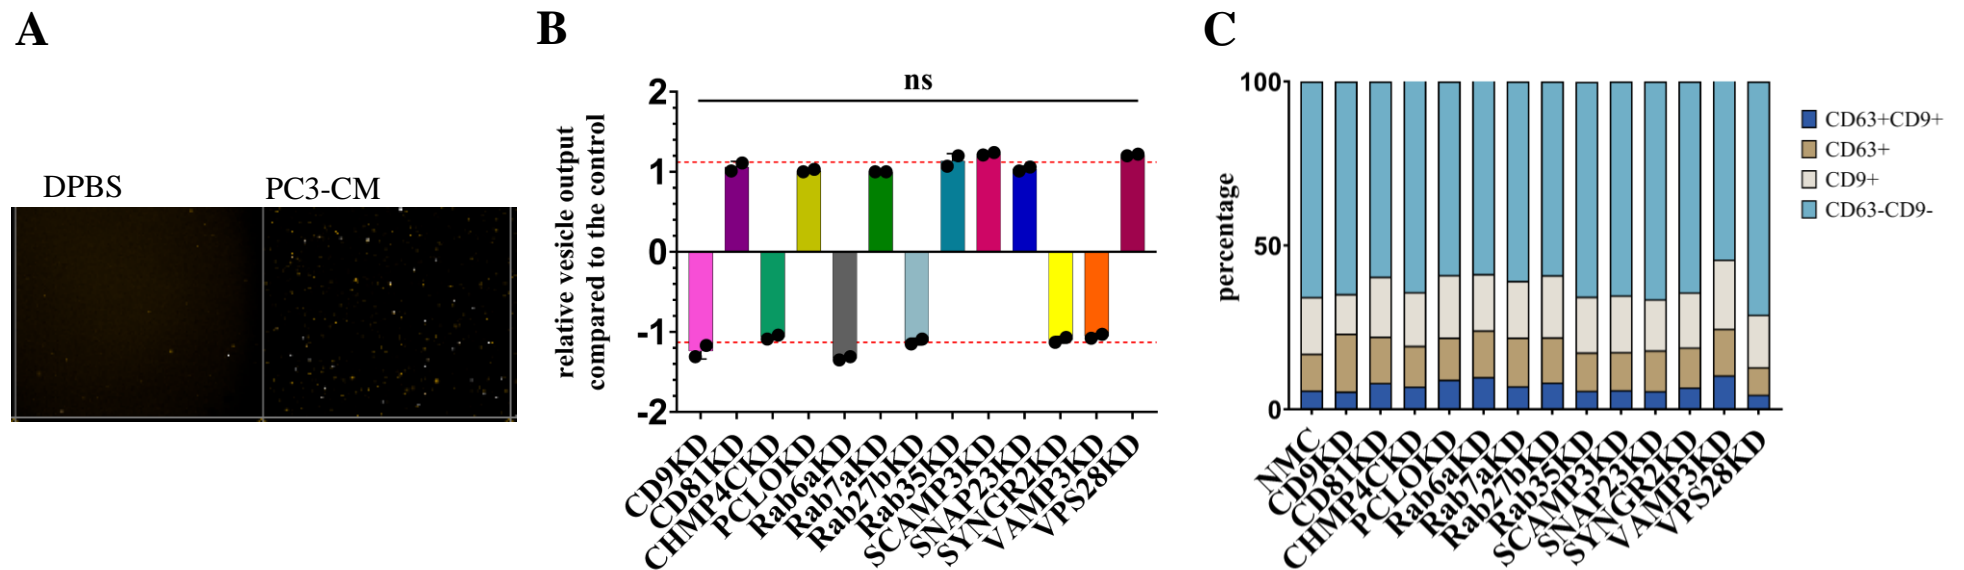 A
DPBS
PC3-CM
B
relative vesicle output
compared to the control
ns
2
1
0
-1
-2
CD9KD
CD81KD
CHMP4CKD
PCLOKD
Rab6aKD
Rab7aKD
Rab27bKD
Rab35KD
SCAMP3KD
SNAP23KD
SYNGR2KD
VAMP3KD
VPS28KD
C
percentage
100
50
0
NMC
CD9KD
CD81KD
CHMP4CKD
PCLOKD
Rab6aKD
Rab7aKD
Rab27bKD
Rab35KD
SCAMP3KD
SNAP23KD
SYNGR2KD
VAMP3KD
VPS28KD
CD63+CD9+
CD63+
CD9+
CD63-CD9-